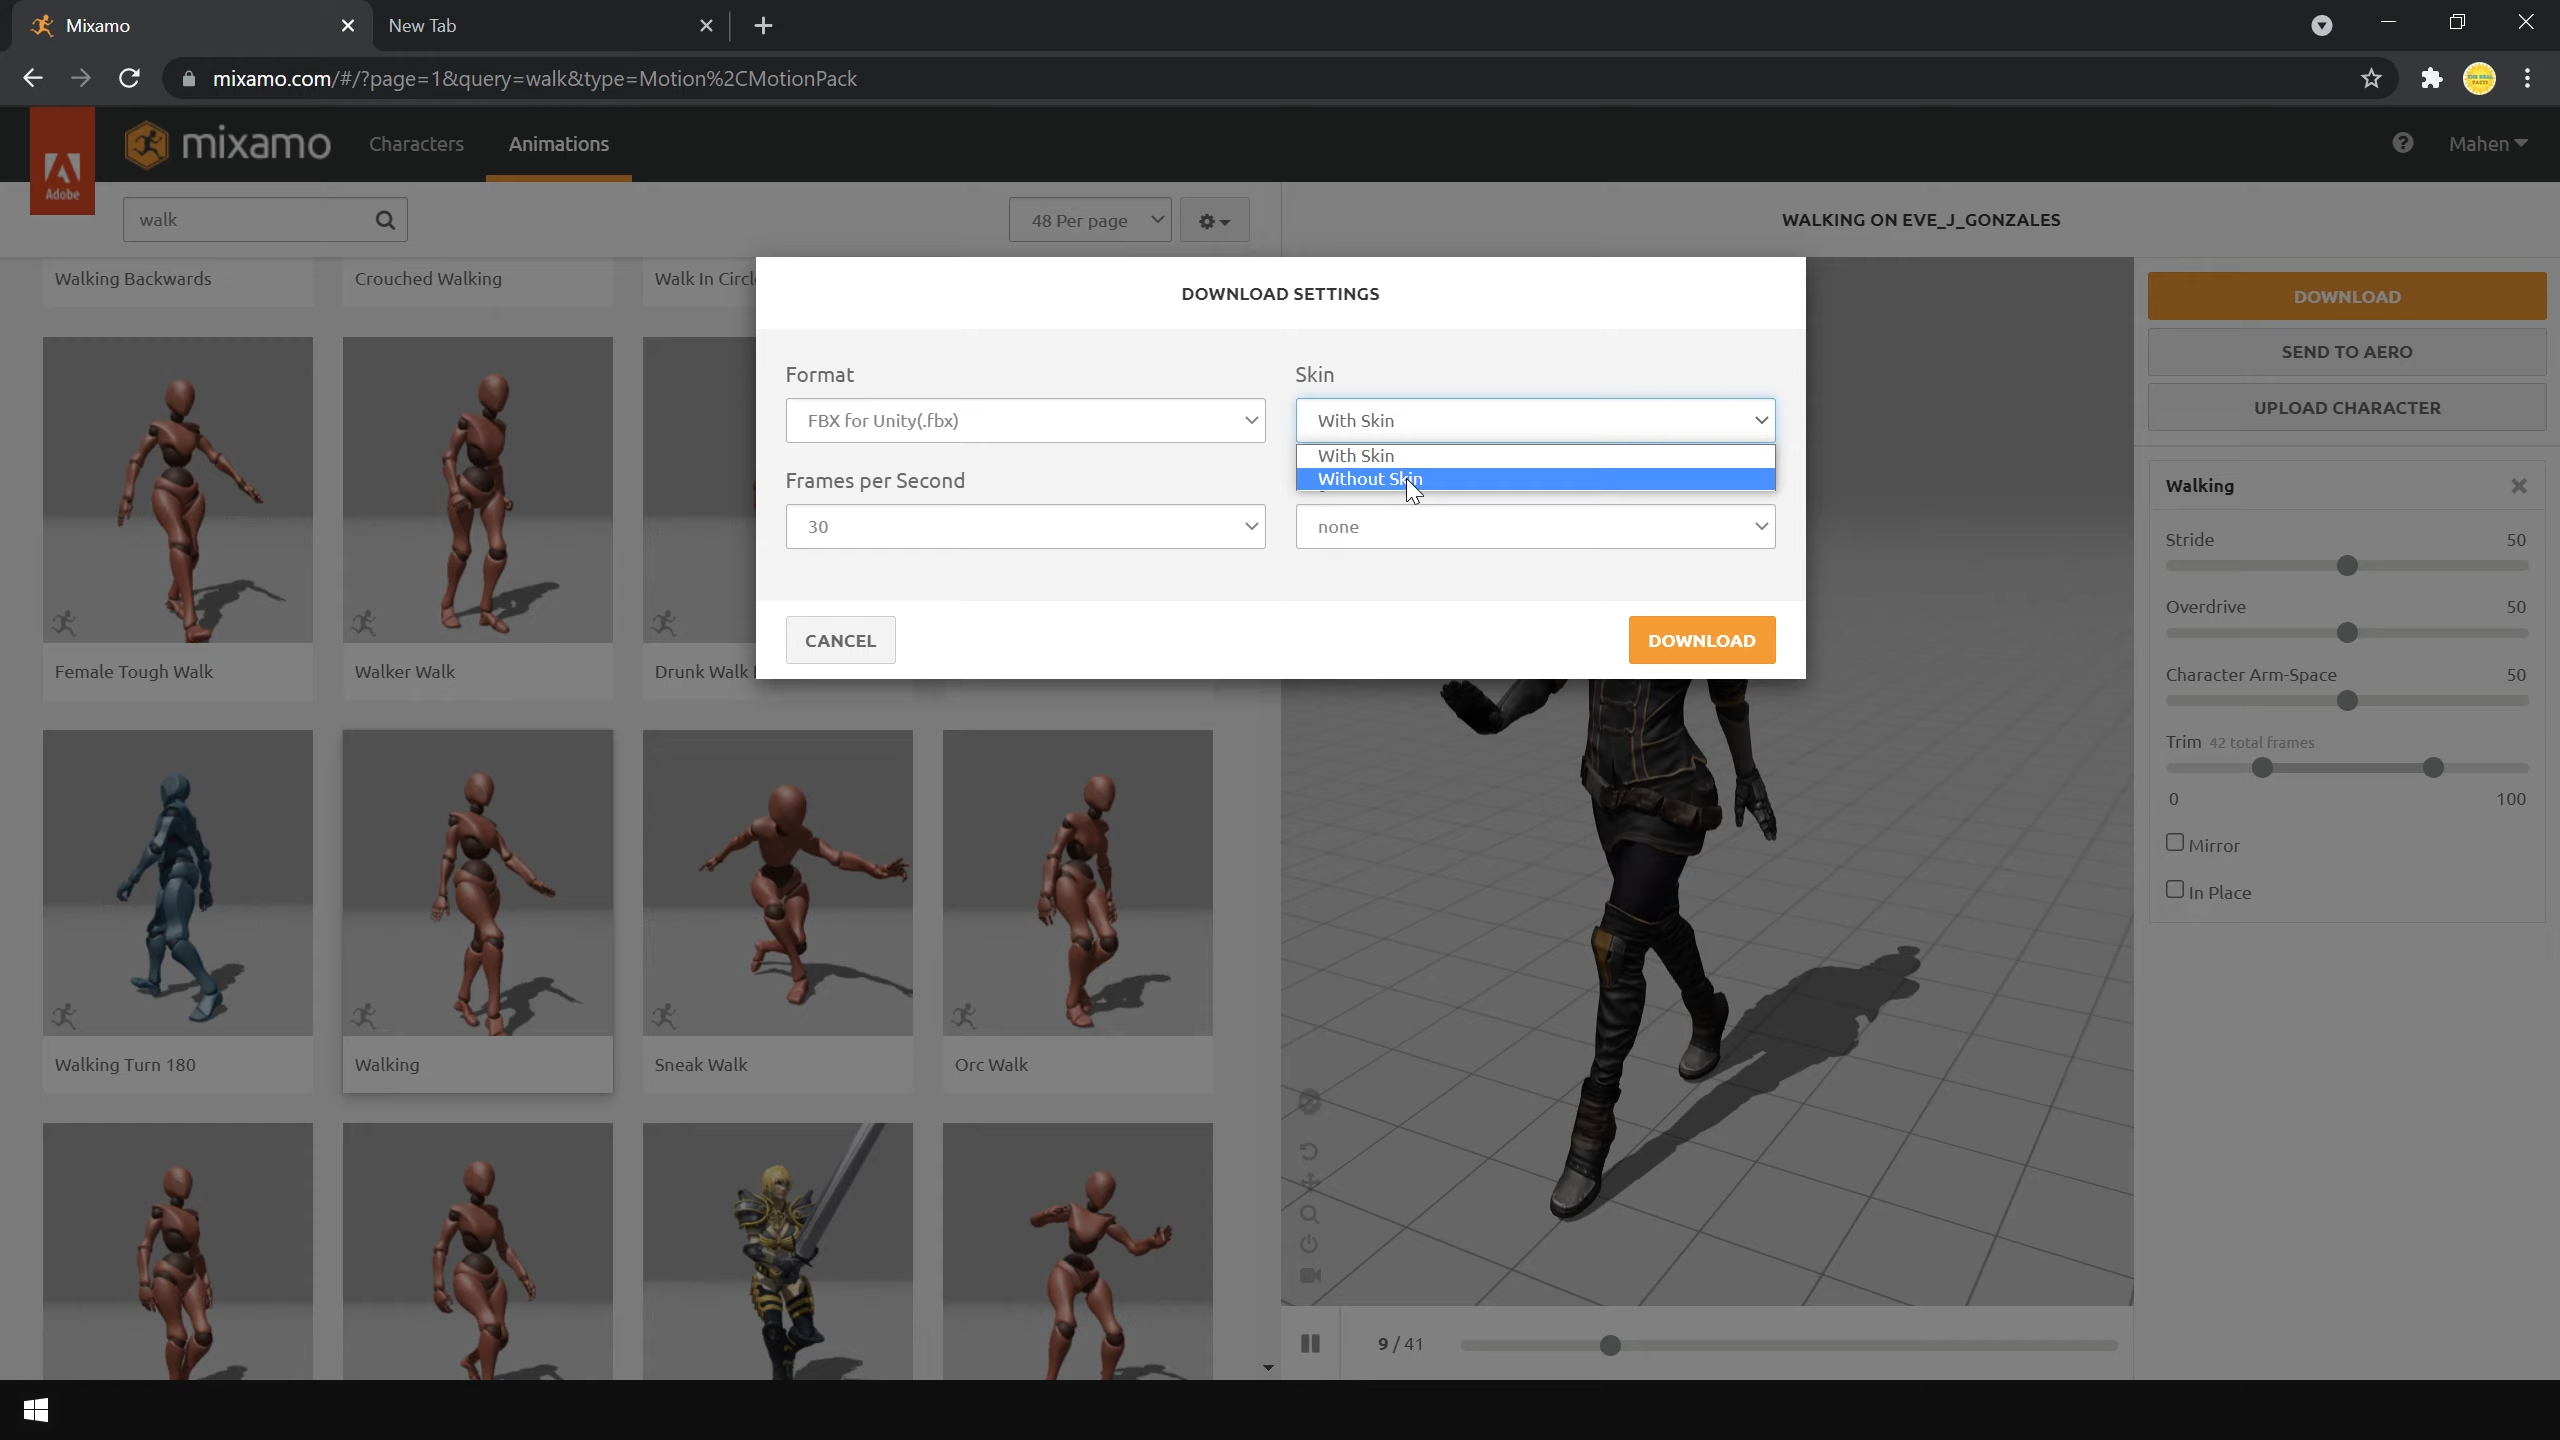 Mixamo
New Tab
mixamo.com/#/?page=1&query=walk&type=Motion%2CMotionPack
Adobe
mixamo
Characters
Animations
Mahen
walk
48 Per page
WALKING ON EVE_J_GONZALES
Walking Backwards
Crouched Walking
Walk In Circl
DOWNLOAD SETTINGS
Format
FBX for Unity(.fbx)
Skin
With Skin
With Skin
Without Skin
Frames per Second
30
none
CANCEL
DOWNLOAD
DOWNLOAD
SEND TO AERO
UPLOAD CHARACTER
Walking
Stride 50
Overdrive 50
Character Arm-Space 50
Trim 42 total frames
0 100
Mirror
In Place
Female Tough Walk
Walker Walk
Drunk Walk
Walking Turn 180
Walking
Sneak Walk
Orc Walk
9 / 41